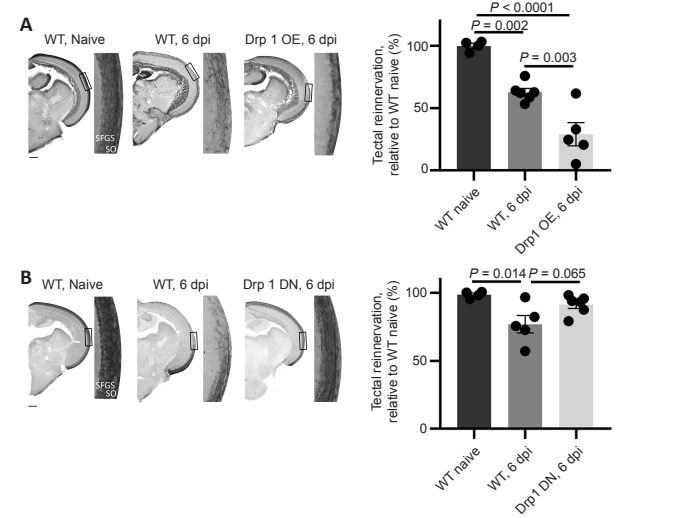 A
WT, Naive
WT, 6 dpi
Drp 1 OE, 6 dpi
SFGS
SO
P < 0.0001
P = 0.002
P = 0.003
Tectal reinnervation,
relative to WT naive (%)
100
50
0
WT naive
WT, 6 dpi
Drp1 OE, 6 dpi
B
WT, Naive
WT, 6 dpi
Drp 1 DN, 6 dpi
SFGS
SO
P = 0.014
P = 0.065
Tectal reinnervation,
relative to WT naive (%)
100
50
0
WT naive
WT, 6 dpi
Drp1 DN, 6 dpi